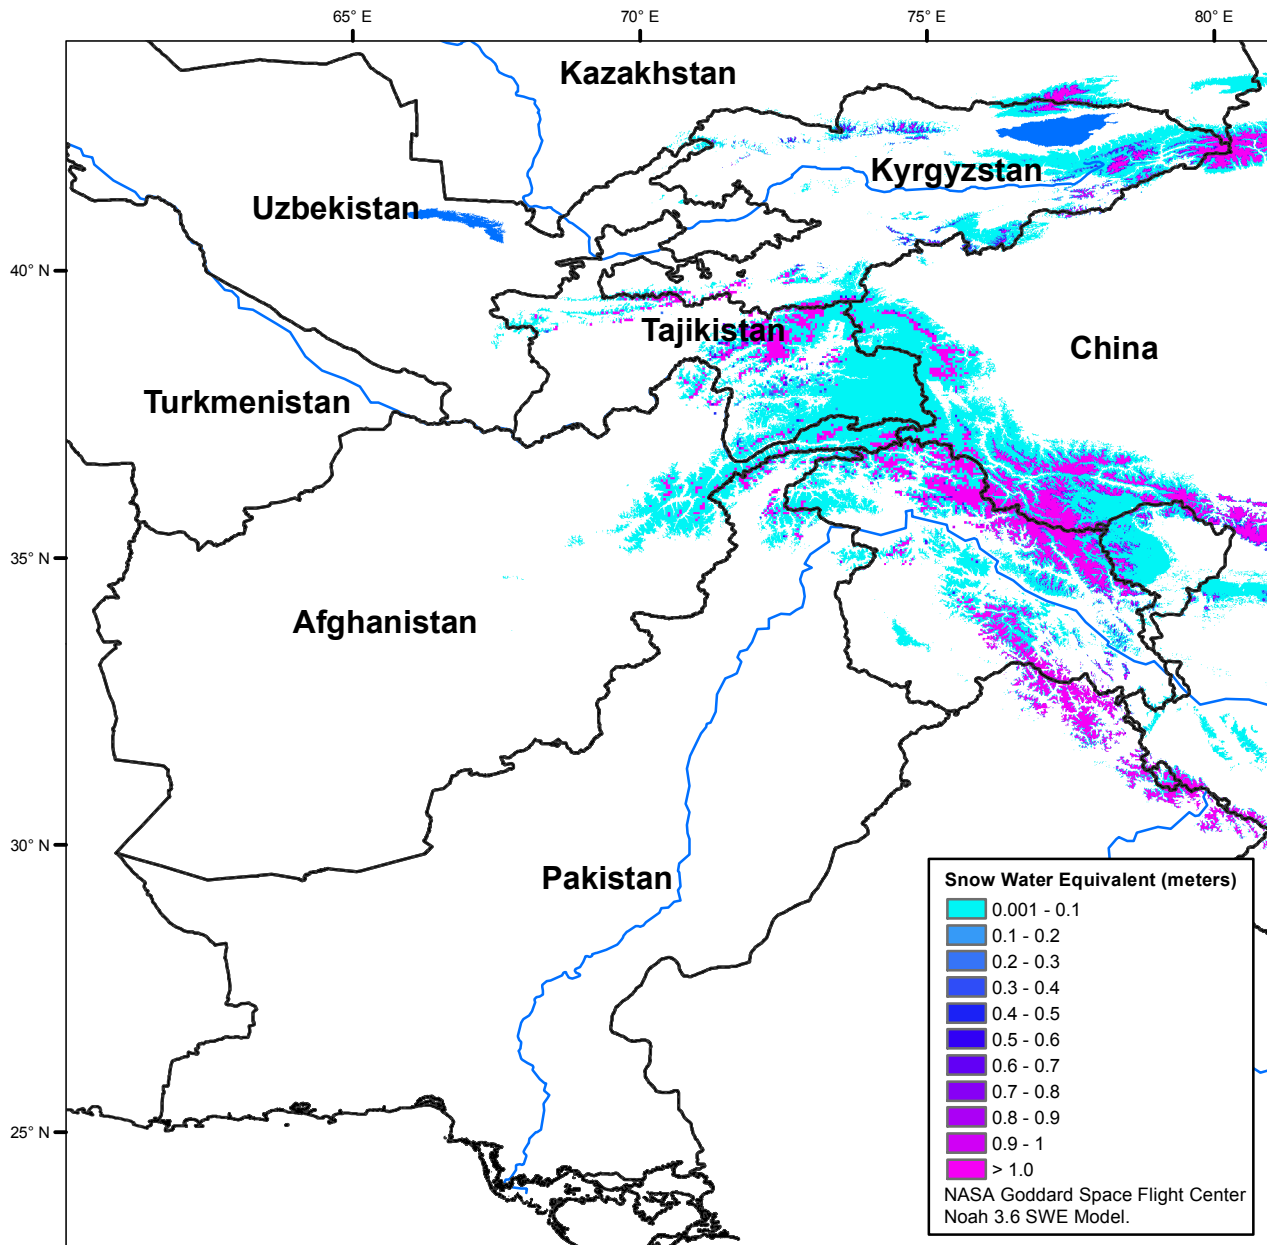 65° E
70° E
75° E
80° E
Kazakhstan
Kyrgyzstan
Uzbekistan
40° N
Tajikistan
China
Turkmenistan
35° N
Afghanistan
30° N
Pakistan
Snow Water Equivalent (meters)
0.001 - 0.1
0.1 - 0.2
0.2 - 0.3
0.3 - 0.4
0.4 - 0.5
0.5 - 0.6
0.6 - 0.7
0.7 - 0.8
0.8 - 0.9
0.9 - 1
> 1.0
25° N
NASA Goddard Space Flight Center
Noah 3.6 SWE Model.